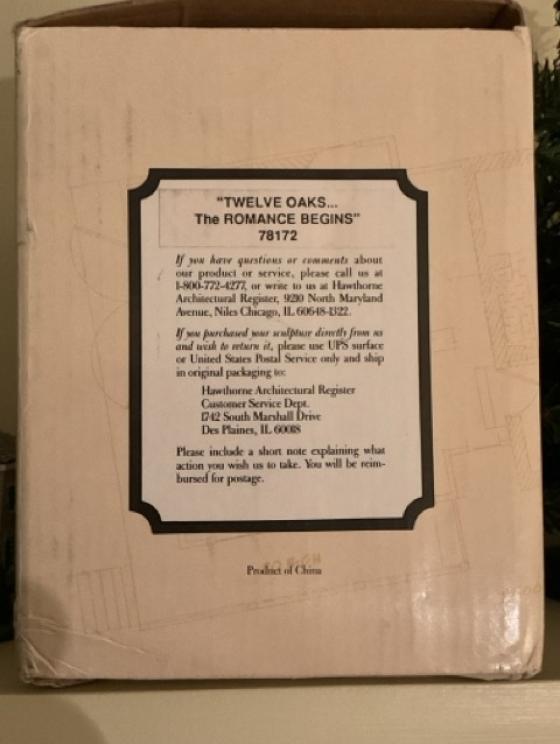 "TWELVE OAKS...
The ROMANCE BEGINS"
78172
If you have questions or comments about
our product or service, please call us at
1-800-772-4277, or write to us at Hawthorne
Architectural Register, 9210 North Maryland
Avenue, Niles Chicago, IL 60648-1322.
If you purchased your sculpture directly from us
and wish to return it, please use UPS surface
or United States Postal Service only and ship
in original packaging to:
Hawthorne Architectural Register
Customer Service Dept.
1742 South Marshall Drive
Des Plaines, IL 60018
Please include a short note explaining what
action you wish us to take. You will be reim-
bursed for postage.
Product of China